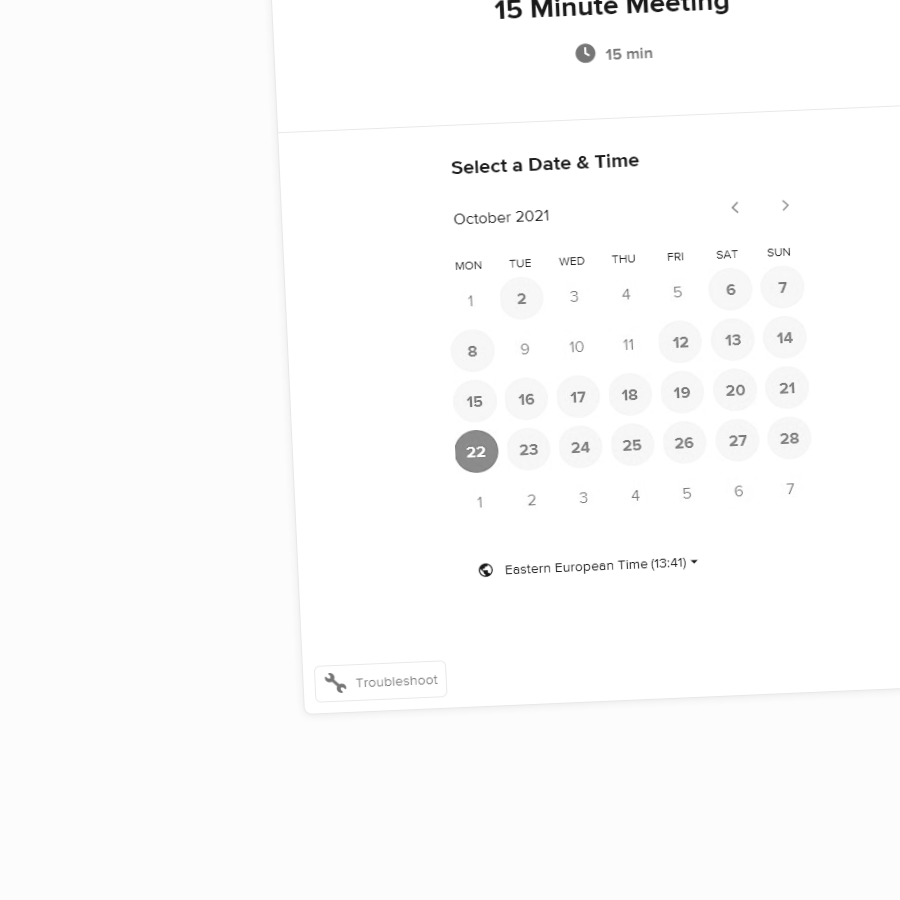 15 Minute Meeting
15 min
Select a Date & Time
October 2021
MON TUE WED THU FRI SAT SUN
1 2 3 4 5 6 7
8 9 10 11 12 13 14
15 16 17 18 19 20 21
22 23 24 25 26 27 28
1 2 3 4 5 6 7
Eastern European Time (13:41)
Troubleshoot